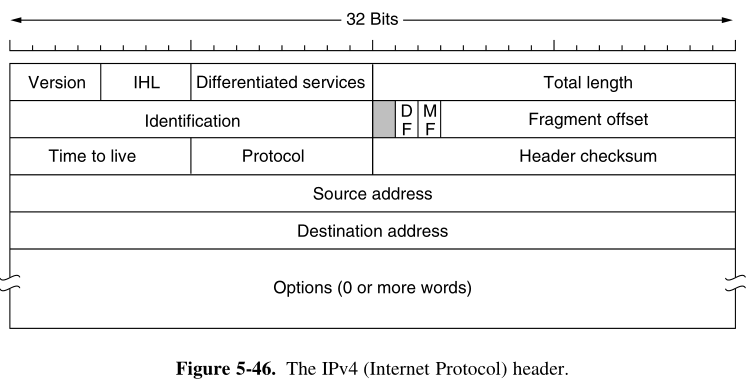 32 Bits
Version IHL Differentiated services Total length
Identification D F M F Fragment offset
Time to live Protocol Header checksum
Source address
Destination address
Options (0 or more words)
Figure 5-46. The IPv4 (Internet Protocol) header.